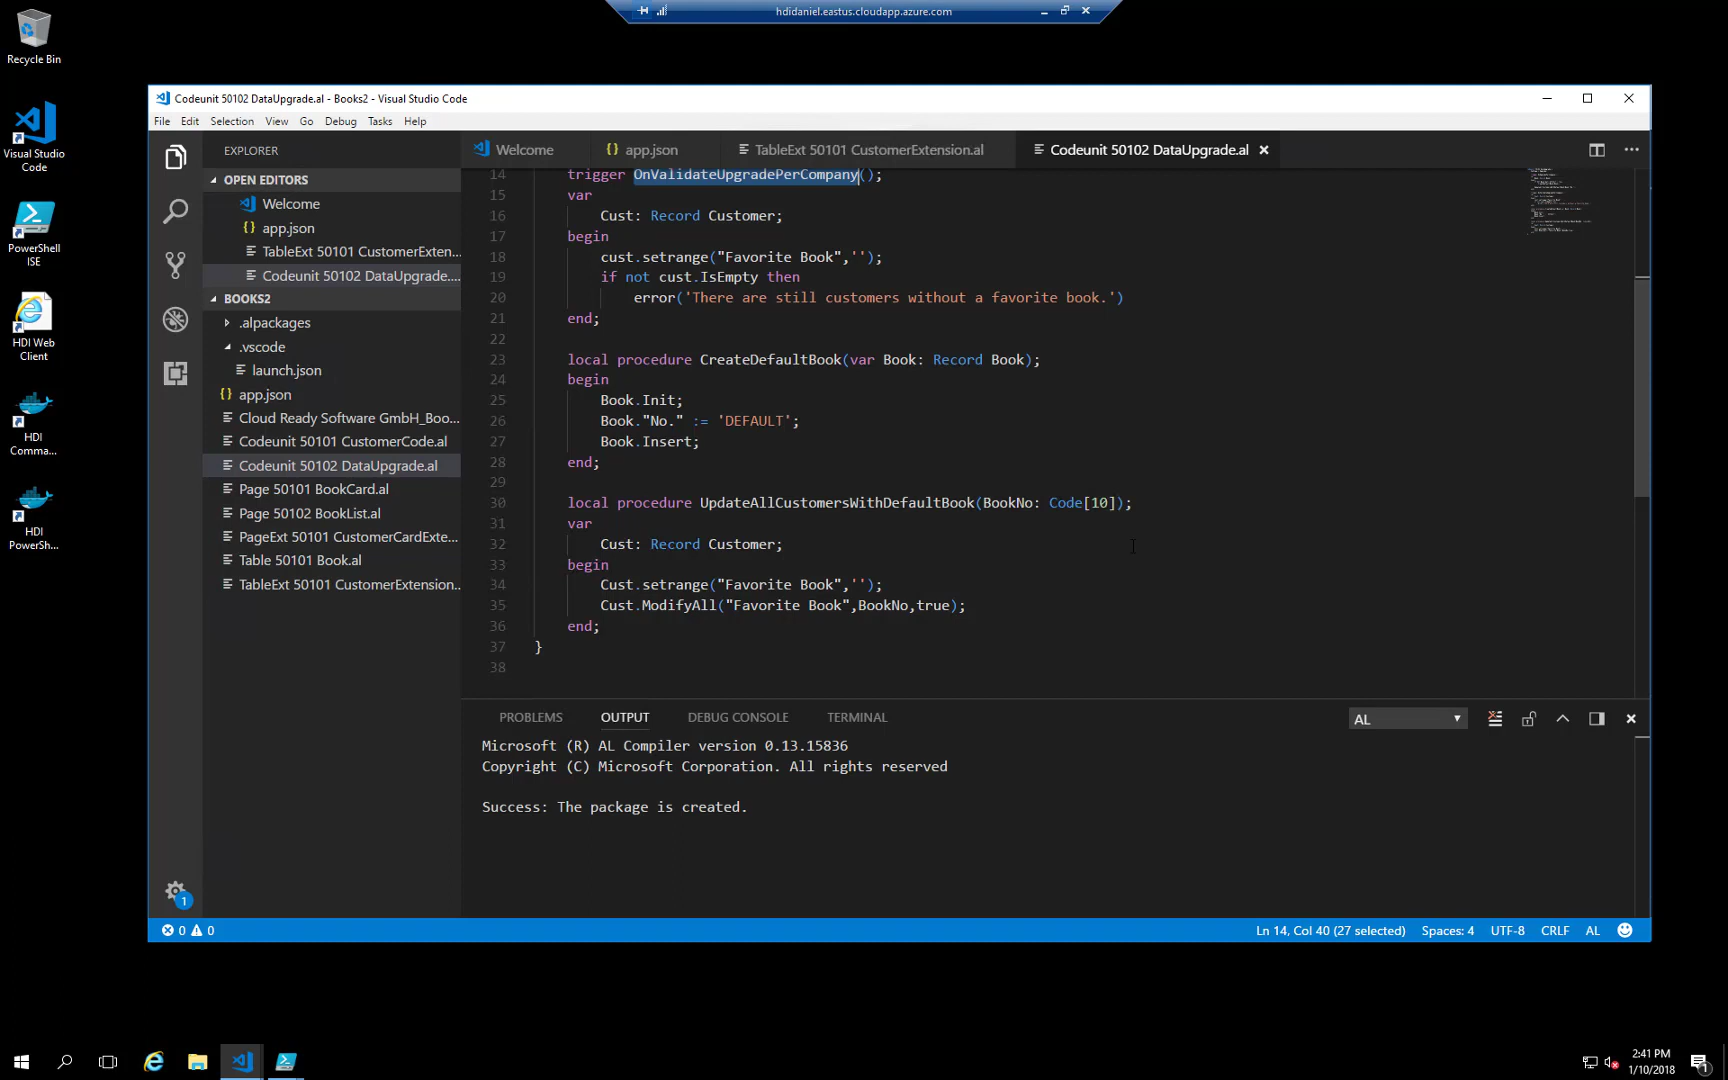 hdidaniel.eastus.cloudapp.azure.com
Recycle Bin
Visual Studio
Code
PowerShell
ISE
HDI Web
Client
HDI
Comma...
HDI
PowerSh...
Codeunit 50102 DataUpgrade.al - Books2 - Visual Studio Code
File Edit Selection View Go Debug Tasks Help
EXPLORER
OPEN EDITORS
Welcome
app.json
TableExt 50101 CustomerExten...
Codeunit 50102 DataUpgrade....
BOOKS2
.alpackages
.vscode
launch.json
app.json
Cloud Ready Software GmbH_Boo...
Codeunit 50101 CustomerCode.al
Codeunit 50102 DataUpgrade.al
Page 50101 BookCard.al
Page 50102 BookList.al
PageExt 50101 CustomerCardExte...
Table 50101 Book.al
TableExt 50101 CustomerExtension...
1
Welcome app.json TableExt 50101 CustomerExtension.al Codeunit 50102 DataUpgrade.al
14 trigger OnValidateUpgradePerCompany();
15 var
16 Cust: Record Customer;
17 begin
18 cust.setrange("Favorite Book",'');
19 if not cust.IsEmpty then
20 error('There are still customers without a favorite book.')
21 end;
22
23 local procedure CreateDefaultBook(var Book: Record Book);
24 begin
25 Book.Init;
26 Book."No." := 'DEFAULT';
27 Book.Insert;
28 end;
29
30 local procedure UpdateAllCustomersWithDefaultBook(BookNo: Code[10]);
31 var
32 Cust: Record Customer;
33 begin
34 Cust.setrange("Favorite Book",'');
35 Cust.ModifyAll("Favorite Book",BookNo,true);
36 end;
37 }
38
PROBLEMS OUTPUT DEBUG CONSOLE TERMINAL AL
Microsoft (R) AL Compiler version 0.13.15836
Copyright (C) Microsoft Corporation. All rights reserved
Success: The package is created.
0 0 Ln 14, Col 40 (27 selected) Spaces: 4 UTF-8 CRLF AL
2:41 PM
1/10/2018
1